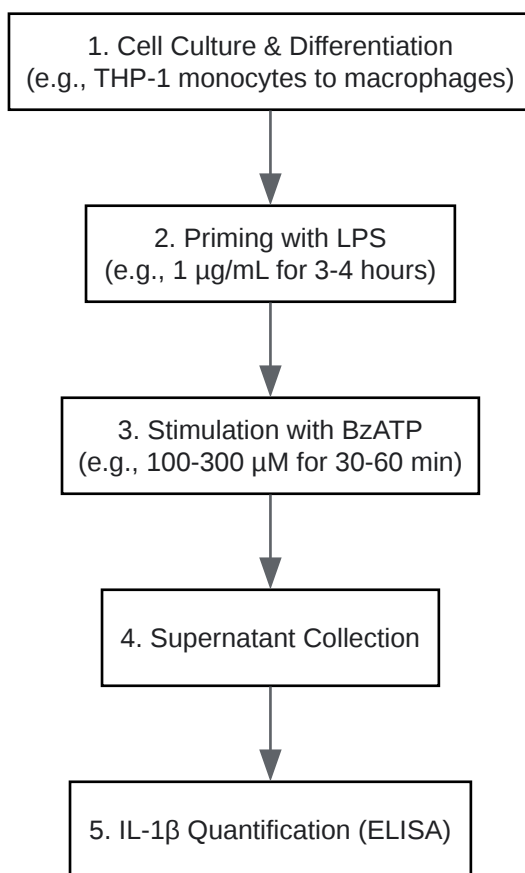 1. Cell Culture & Differentiation
(e.g., THP-1 monocytes to macrophages)
2. Priming with LPS
(e.g., 1 µg/mL for 3-4 hours)
3. Stimulation with BzATP
(e.g., 100-300 µM for 30-60 min)
4. Supernatant Collection
5. IL-1β Quantification (ELISA)